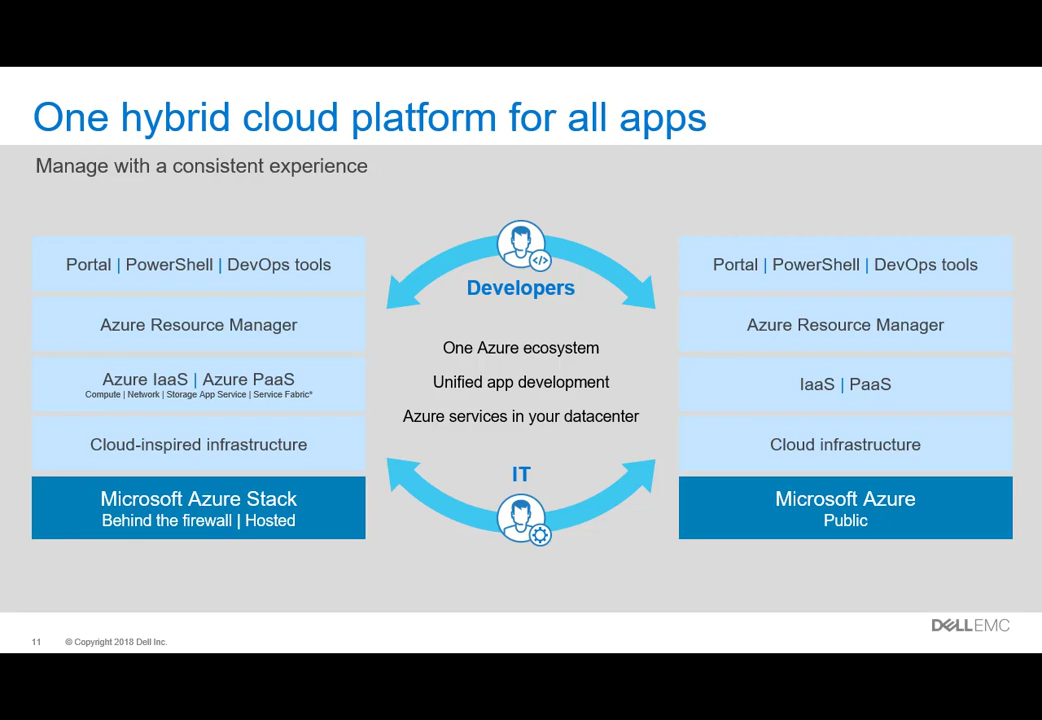 One hybrid cloud platform for all apps
Manage with a consistent experience
Portal | PowerShell | DevOps tools
Azure Resource Manager
Azure IaaS | Azure PaaS
Compute | Network | Storage App Service | Service Fabric*
Cloud-inspired infrastructure
Microsoft Azure Stack
Behind the firewall | Hosted
</>
Developers
One Azure ecosystem
Unified app development
Azure services in your datacenter
IT
Portal | PowerShell | DevOps tools
Azure Resource Manager
IaaS | PaaS
Cloud infrastructure
Microsoft Azure
Public
11 © Copyright 2018 Dell Inc.
DELLEMC